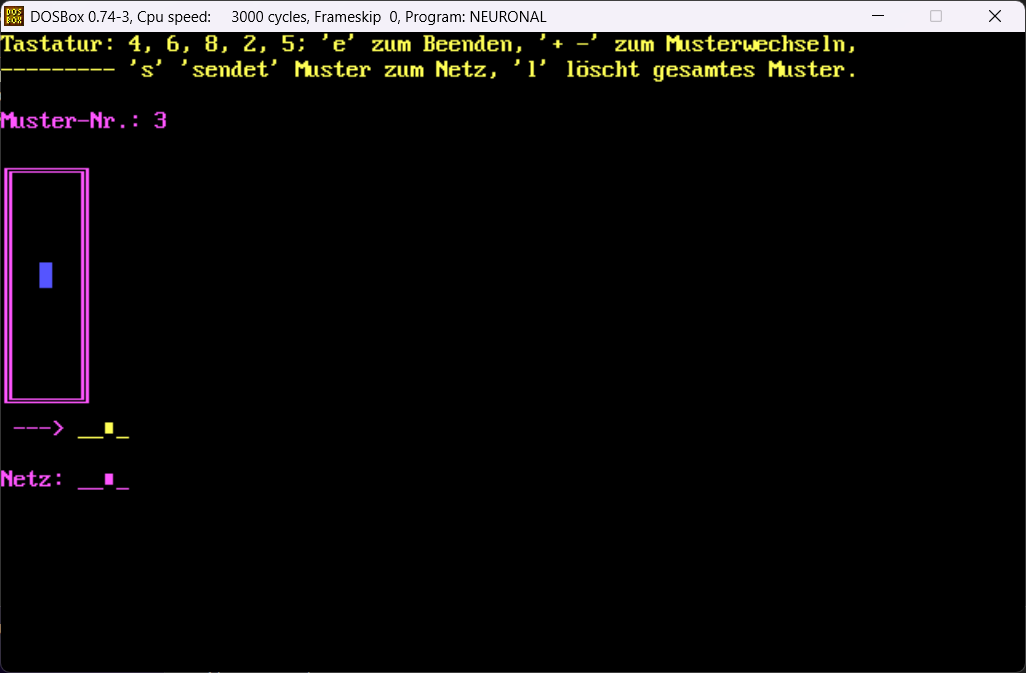 DOSBox 0.74-3, Cpu speed: 3000 cycles, Frameskip 0, Program: NEURONAL
Tastatur: 4, 6, 8, 2, 5; 'e' zum Beenden, '+ -' zum Musterwechseln,
--------- 's' 'sendet' Muster zum Netz, 'l' löscht gesamtes Muster.
Muster-Nr.: 3
---> __■_
Netz: __■_